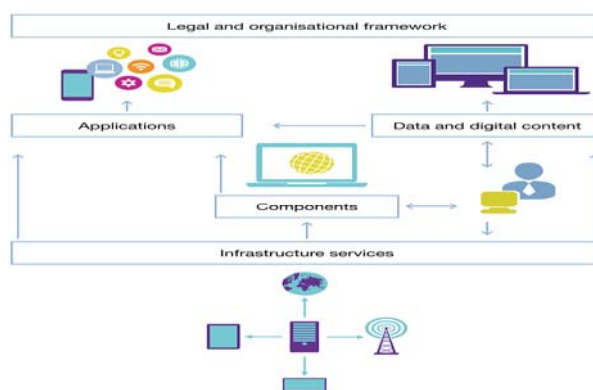 Legal and organisational framework
Applications
Data and digital content
Components
Infrastructure services